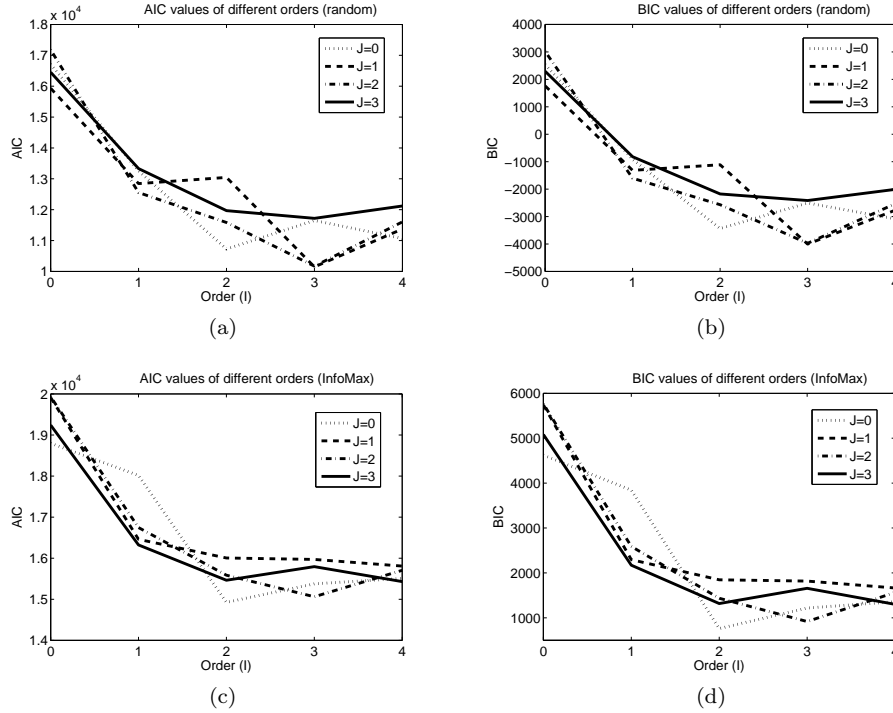 AIC values of different orders (random)
x 10⁴
1.8
1.7
1.6
1.5
1.4
1.3
1.2
1.1
1
AIC
0 1 2 3 4
Order (I)
J=0
J=1
J=2
J=3
(a)
BIC values of different orders (random)
4000
3000
2000
1000
0
−1000
−2000
−3000
−4000
−5000
BIC
0 1 2 3 4
Order (I)
J=0
J=1
J=2
J=3
(b)
AIC values of different orders (InfoMax)
x 10⁴
2
1.9
1.8
1.7
1.6
1.5
1.4
AIC
0 1 2 3 4
Order (I)
J=0
J=1
J=2
J=3
(c)
BIC values of different orders (InfoMax)
6000
5000
4000
3000
2000
1000
BIC
0 1 2 3 4
Order (I)
J=0
J=1
J=2
J=3
(d)